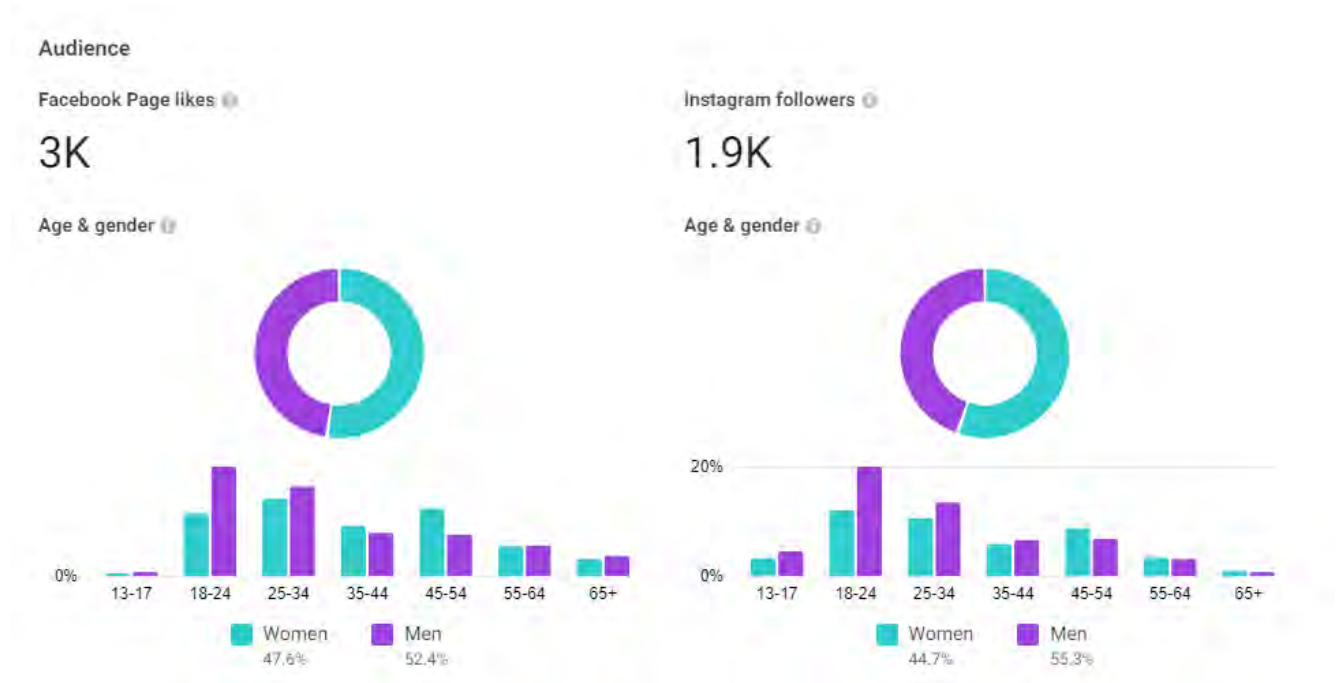 Audience
Facebook Page likes
3K
Age & gender
0%
13-17 18-24 25-34 35-44 45-54 55-64 65+
Women Men
47.6% 52.4%
Instagram followers
1.9K
Age & gender
20%
0%
13-17 18-24 25-34 35-44 45-54 55-64 65+
Women Men
44.7% 55.3%